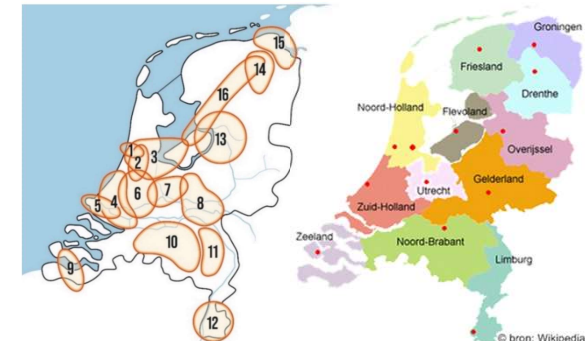 15
14
16
13
1
2
3
4
5
6
7
8
9
10
11
12
Groningen
Friesland
Drenthe
Noord-Holland
Flevoland
Overijssel
Gelderland
Utrecht
Zuid-Holland
Zeeland
Noord-Brabant
Limburg
© bron: Wikipedia